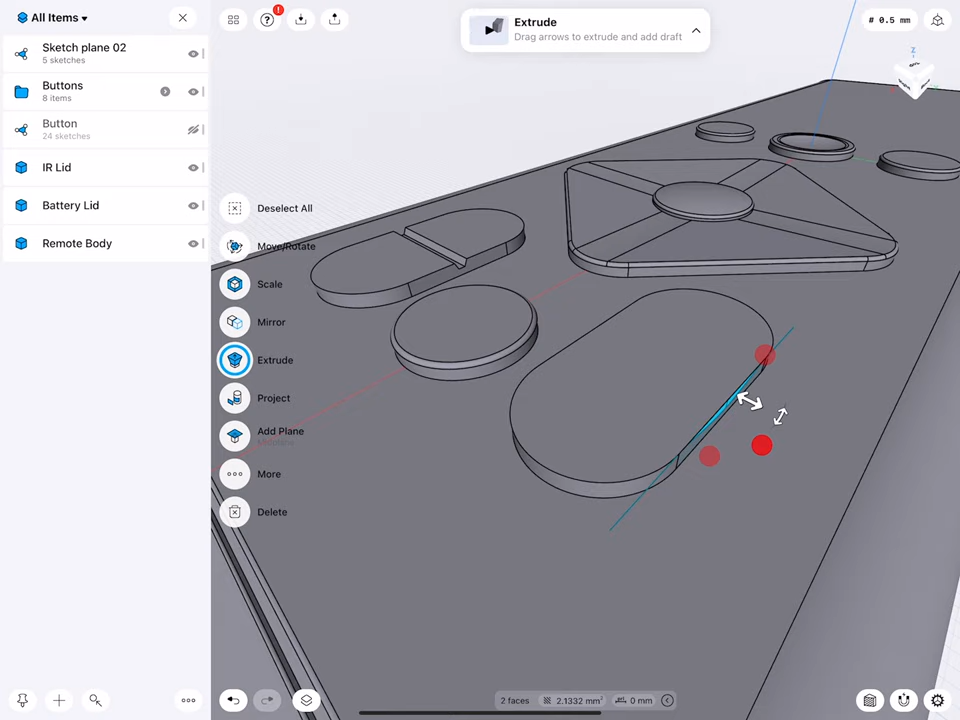 All Items ▾
Sketch plane 02
5 sketches
Buttons
8 items
Button
24 sketches
IR Lid
Battery Lid
Remote Body
?
!
Extrude
Drag arrows to extrude and add draft
# 0.5 mm
Z
Deselect All
Move/Rotate
Scale
Mirror
Extrude
Project
Add Plane
Midplane
More
Delete
2 faces
2.1332 mm²
0 mm